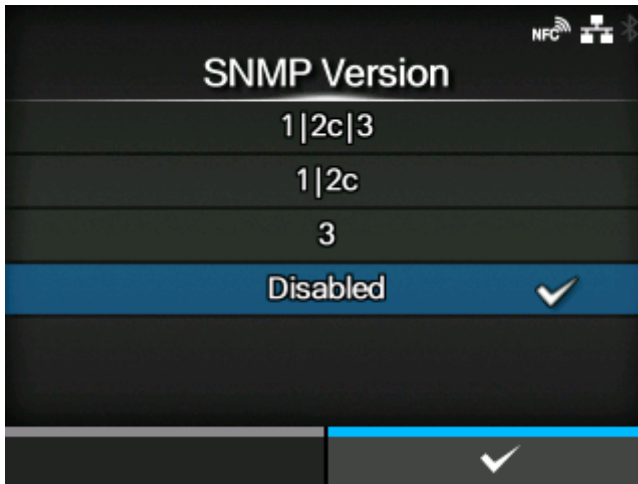 NFC
SNMP Version
1|2c|3
1|2c
3
Disabled